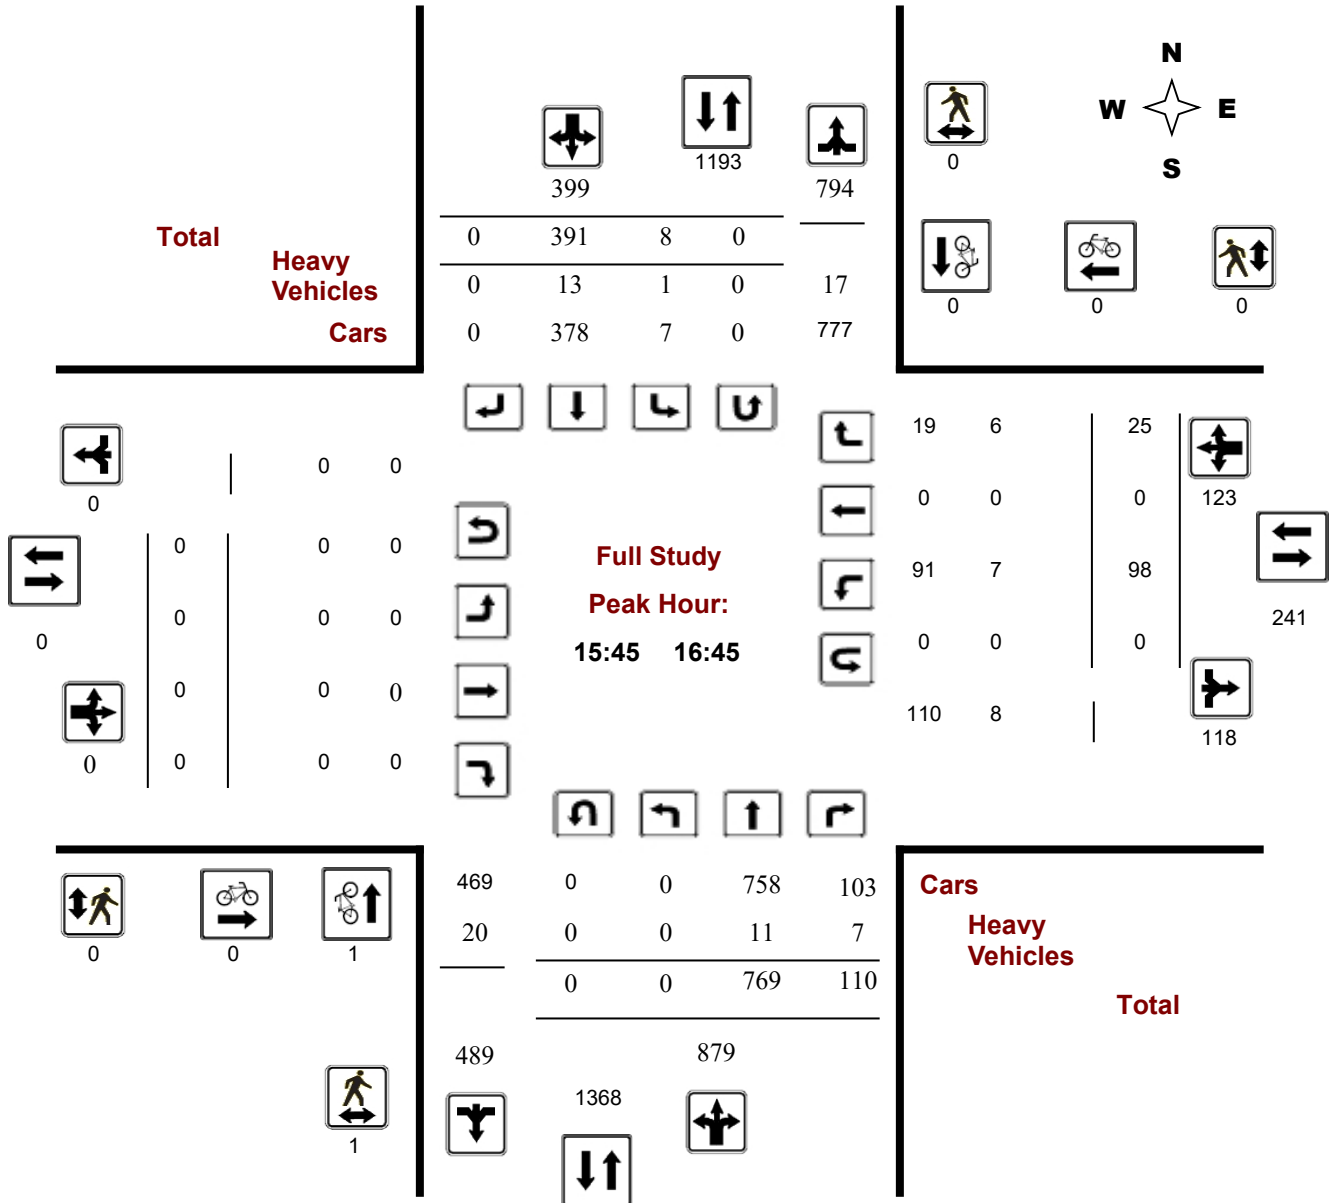 N
W E
S
1193
0
399 794
Total
0 391 8 0
Heavy
Vehicles
0 13 1 0 17
Cars
0 378 7 0 777
0 0 0
19 6 25
0 0
0
0 0 0 123
0 0 0
Full Study
91 7 98
Peak Hour:
0 0 0
241
0
15:45 16:45
0 0 0
0 0 0
110 8
118
0 0 0 0
469 0 0 758 103
Cars
20 0 0 11 7
Heavy
Vehicles
0 0 1
0 0 769 110
Total
489 879
1368
1